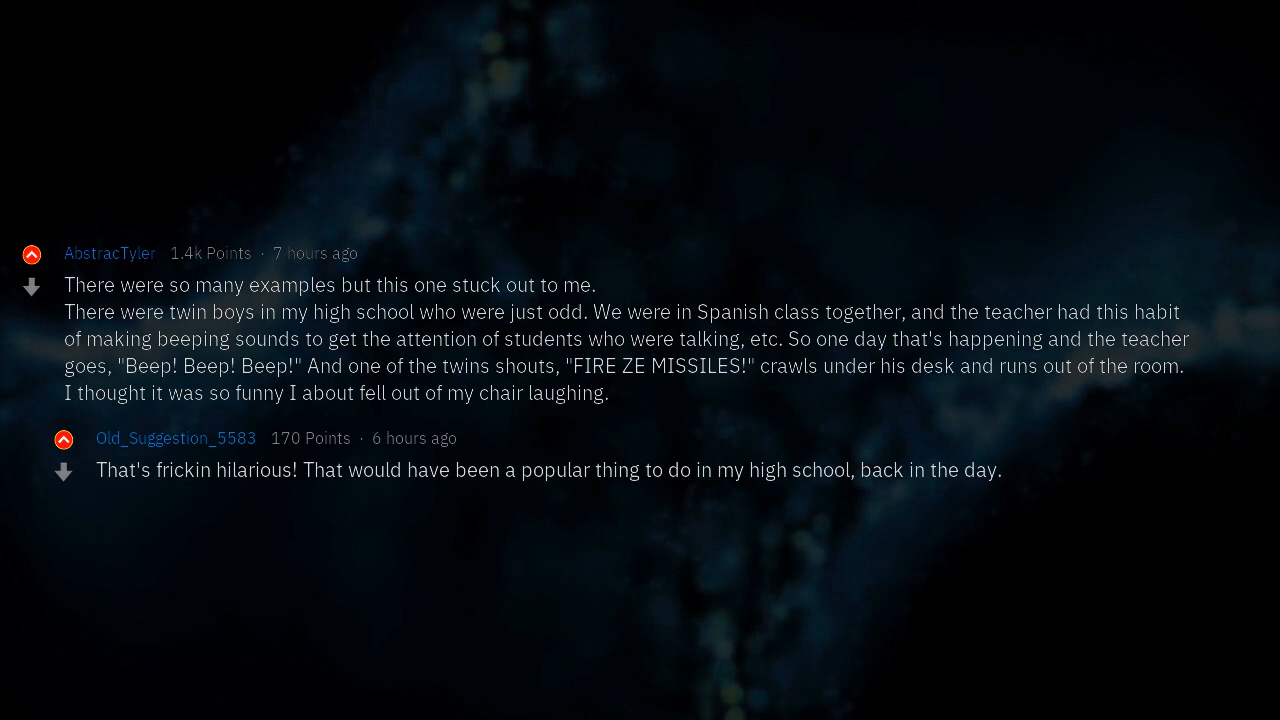 AbstracTyler 1.4k Points · 7 hours ago
There were so many examples but this one stuck out to me.
There were twin boys in my high school who were just odd. We were in Spanish class together, and the teacher had this habit
of making beeping sounds to get the attention of students who were talking, etc. So one day that's happening and the teacher
goes, "Beep! Beep! Beep!" And one of the twins shouts, "FIRE ZE MISSILES!" crawls under his desk and runs out of the room.
I thought it was so funny I about fell out of my chair laughing.
Old_Suggestion_5583 170 Points · 6 hours ago
That's frickin hilarious! That would have been a popular thing to do in my high school, back in the day.